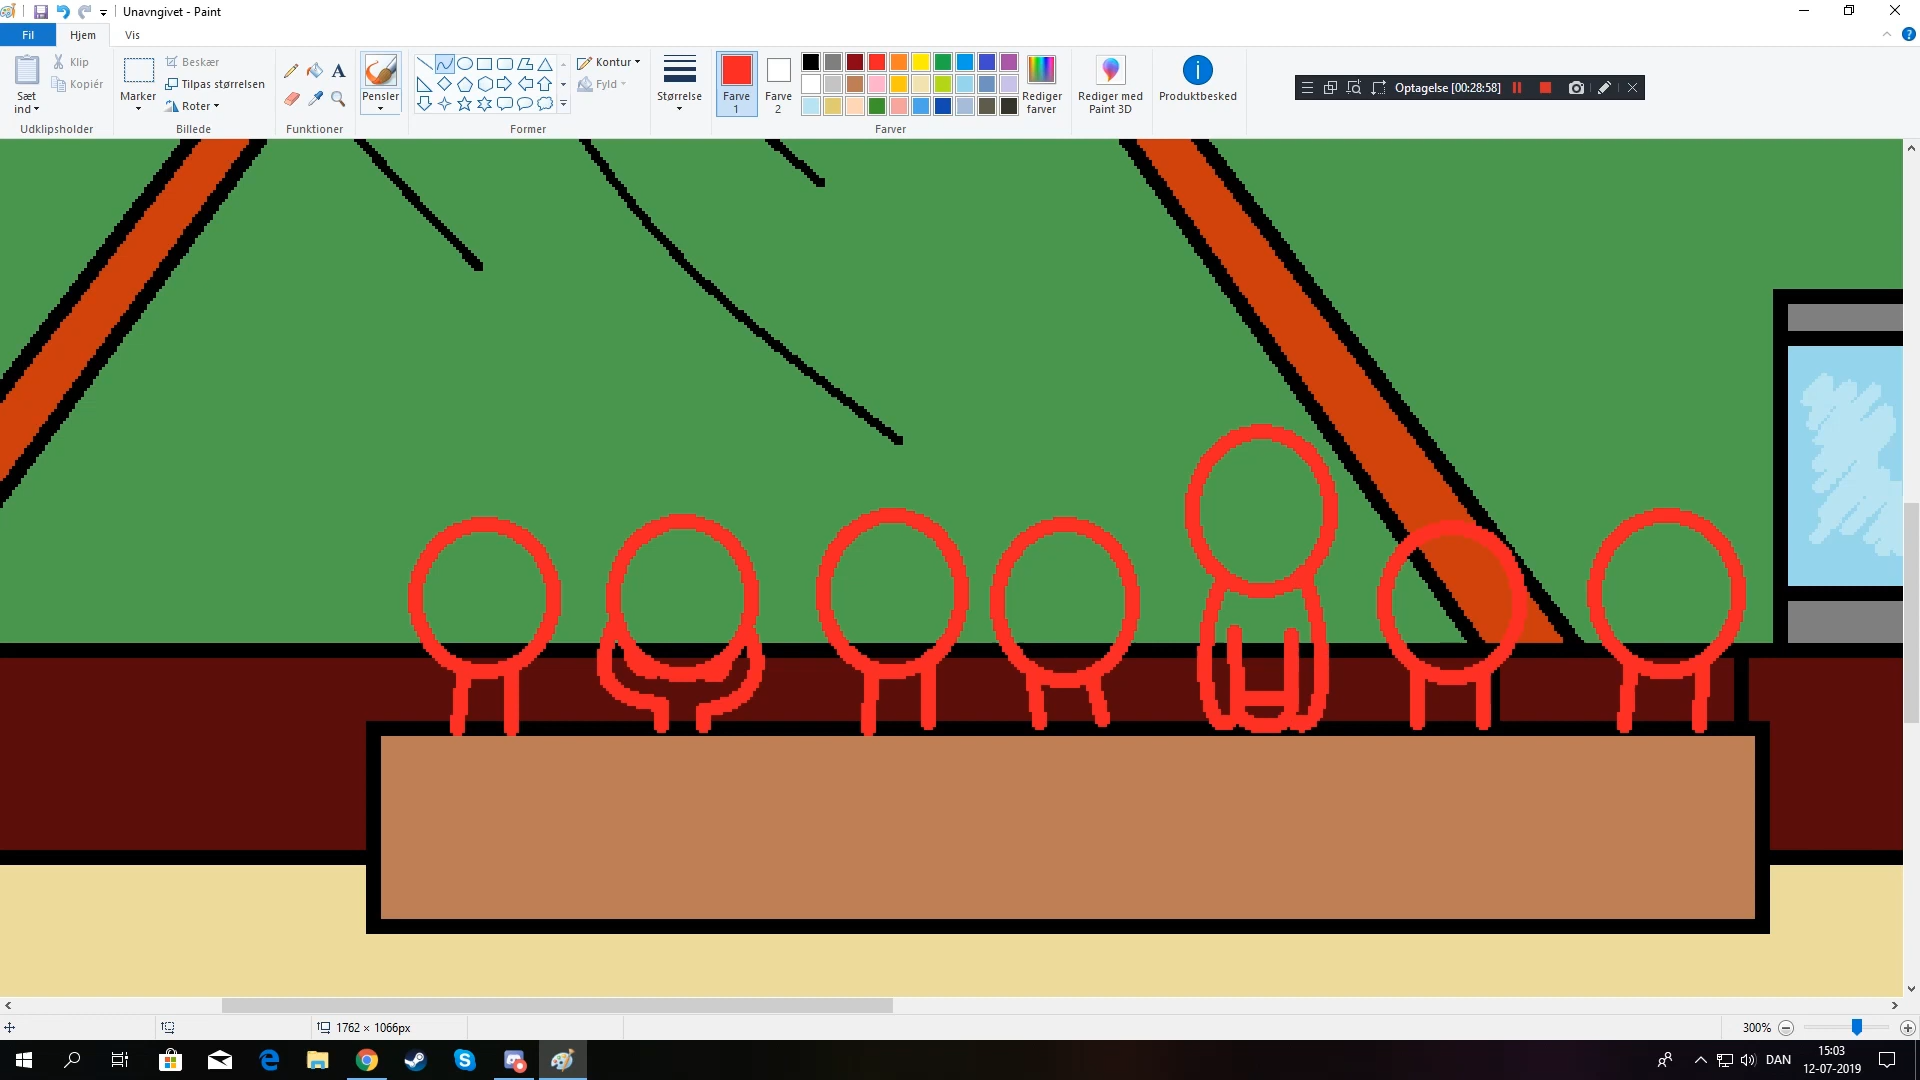 Unavngivet - Paint
Fil Hjem Vis
Sæt ind
Klip
Kopiér
Udklipsholder
Marker
Beskær
Tilpas størrelsen
Roter
Billede
A
Funktioner
Pensler
Kontur
Fyld
Former
Størrelse
Farve 1
Farve 2
Rediger farver
Farver
Rediger med Paint 3D
Produktbesked
Optagelse [00:28:58]
1762 × 1066px
300%
DAN
15:03
12-07-2019